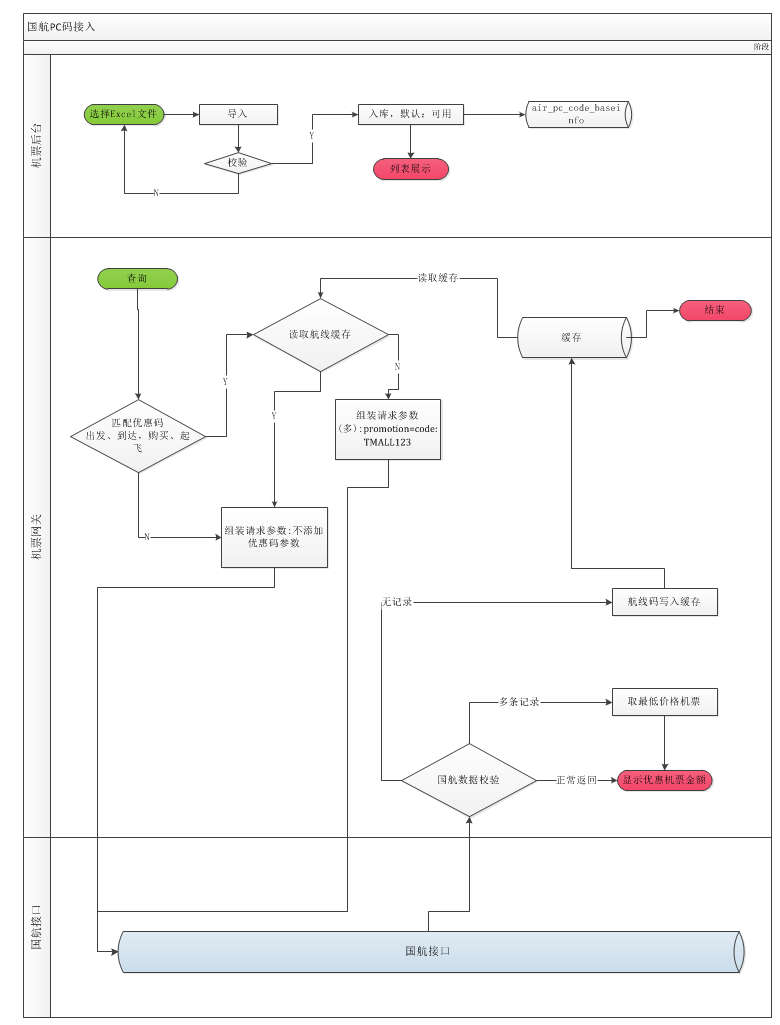 国航PC码接入
阶段
机票后台
选择Excel文件
导入
校验
Y
N
入库，默认：可用
列表展示
air_pc_code_basei
nfo
机票网关
查询
读取缓存
读取航线缓存
缓存
结束
Y
N
Y
匹配优惠码
出发、到达，购买、起
飞
组装请求参数
（多）:promotion=code:
TMALL123
N
组装请求参数:不添加
优惠码参数
无记录
航线码写入缓存
多条记录
取最低价格机票
国航数据校验
正常返回
显示优惠机票金额
国航接口
国航接口